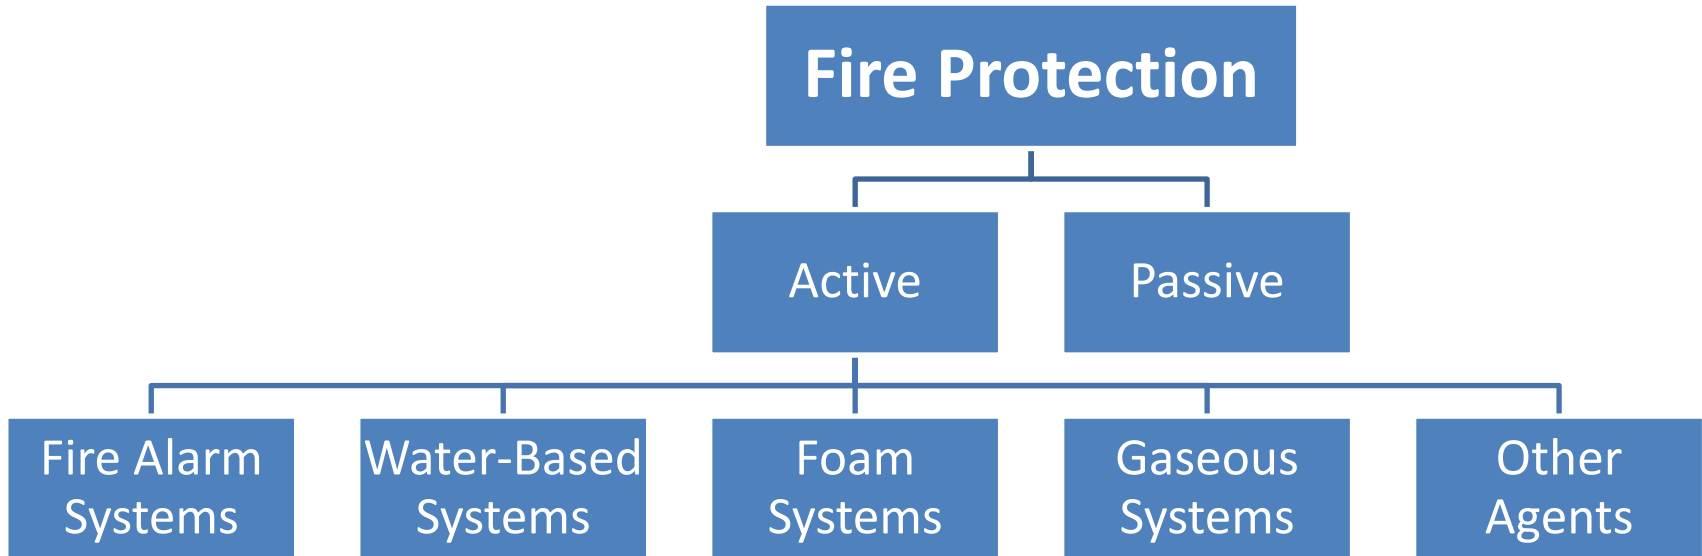 Fire Protection
Active
Passive
Fire Alarm
Systems
Water-Based
Systems
Foam
Systems
Gaseous
Systems
Other
Agents